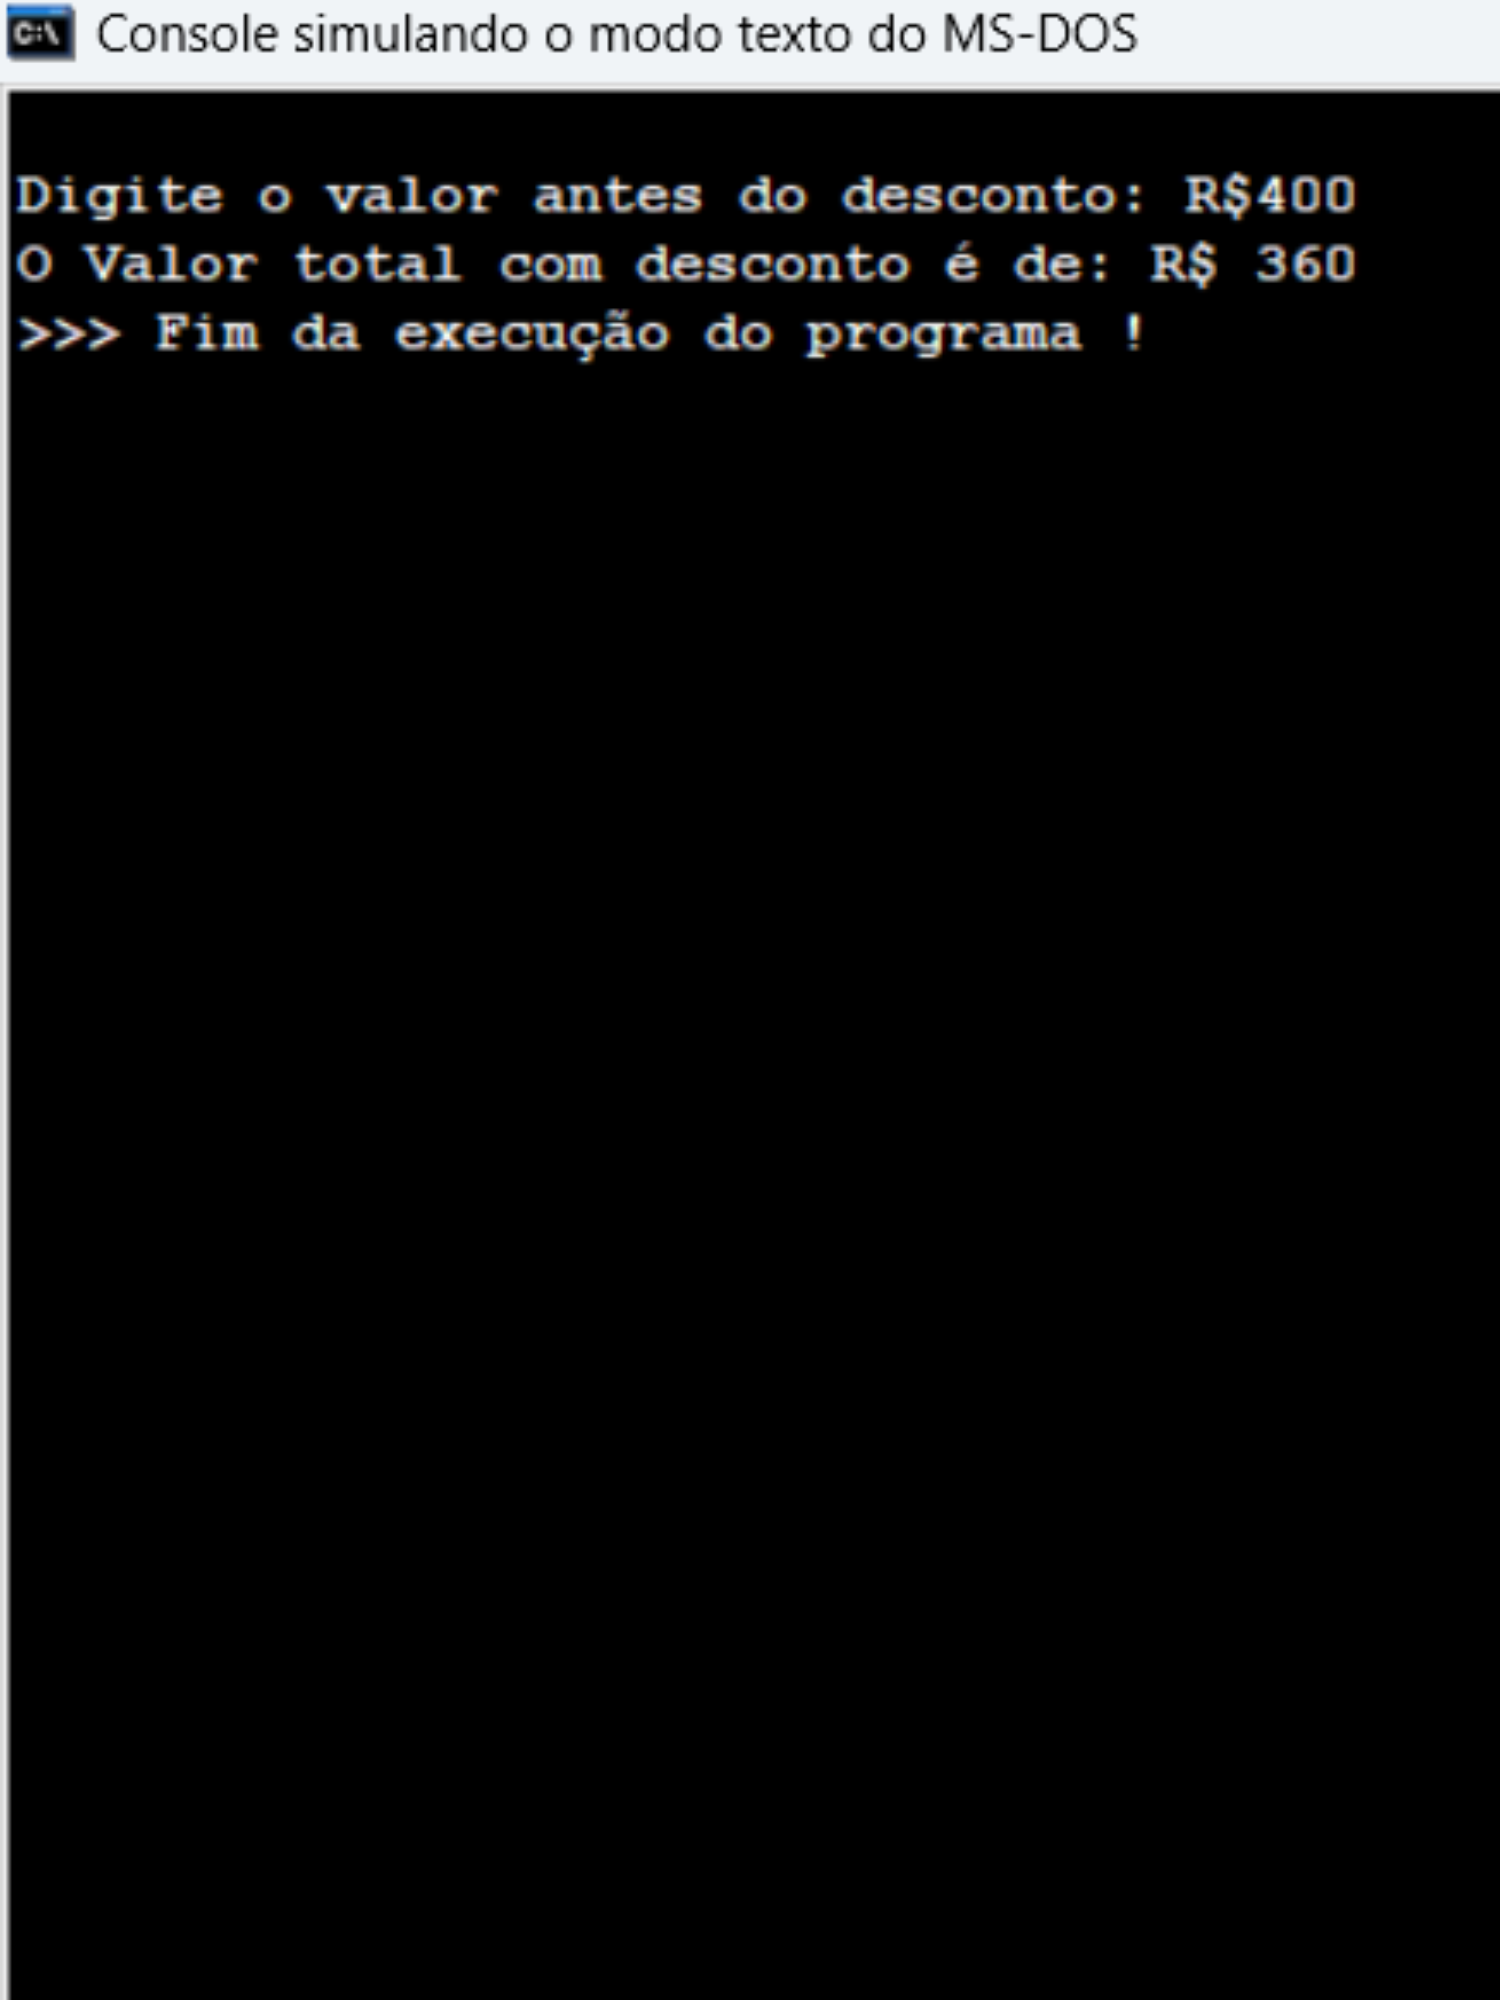 C:\ Console simulando o modo texto do MS-DOS
Digite o valor antes do desconto: R$400
O Valor total com desconto é de: R$ 360
>>> Fim da execução do programa !